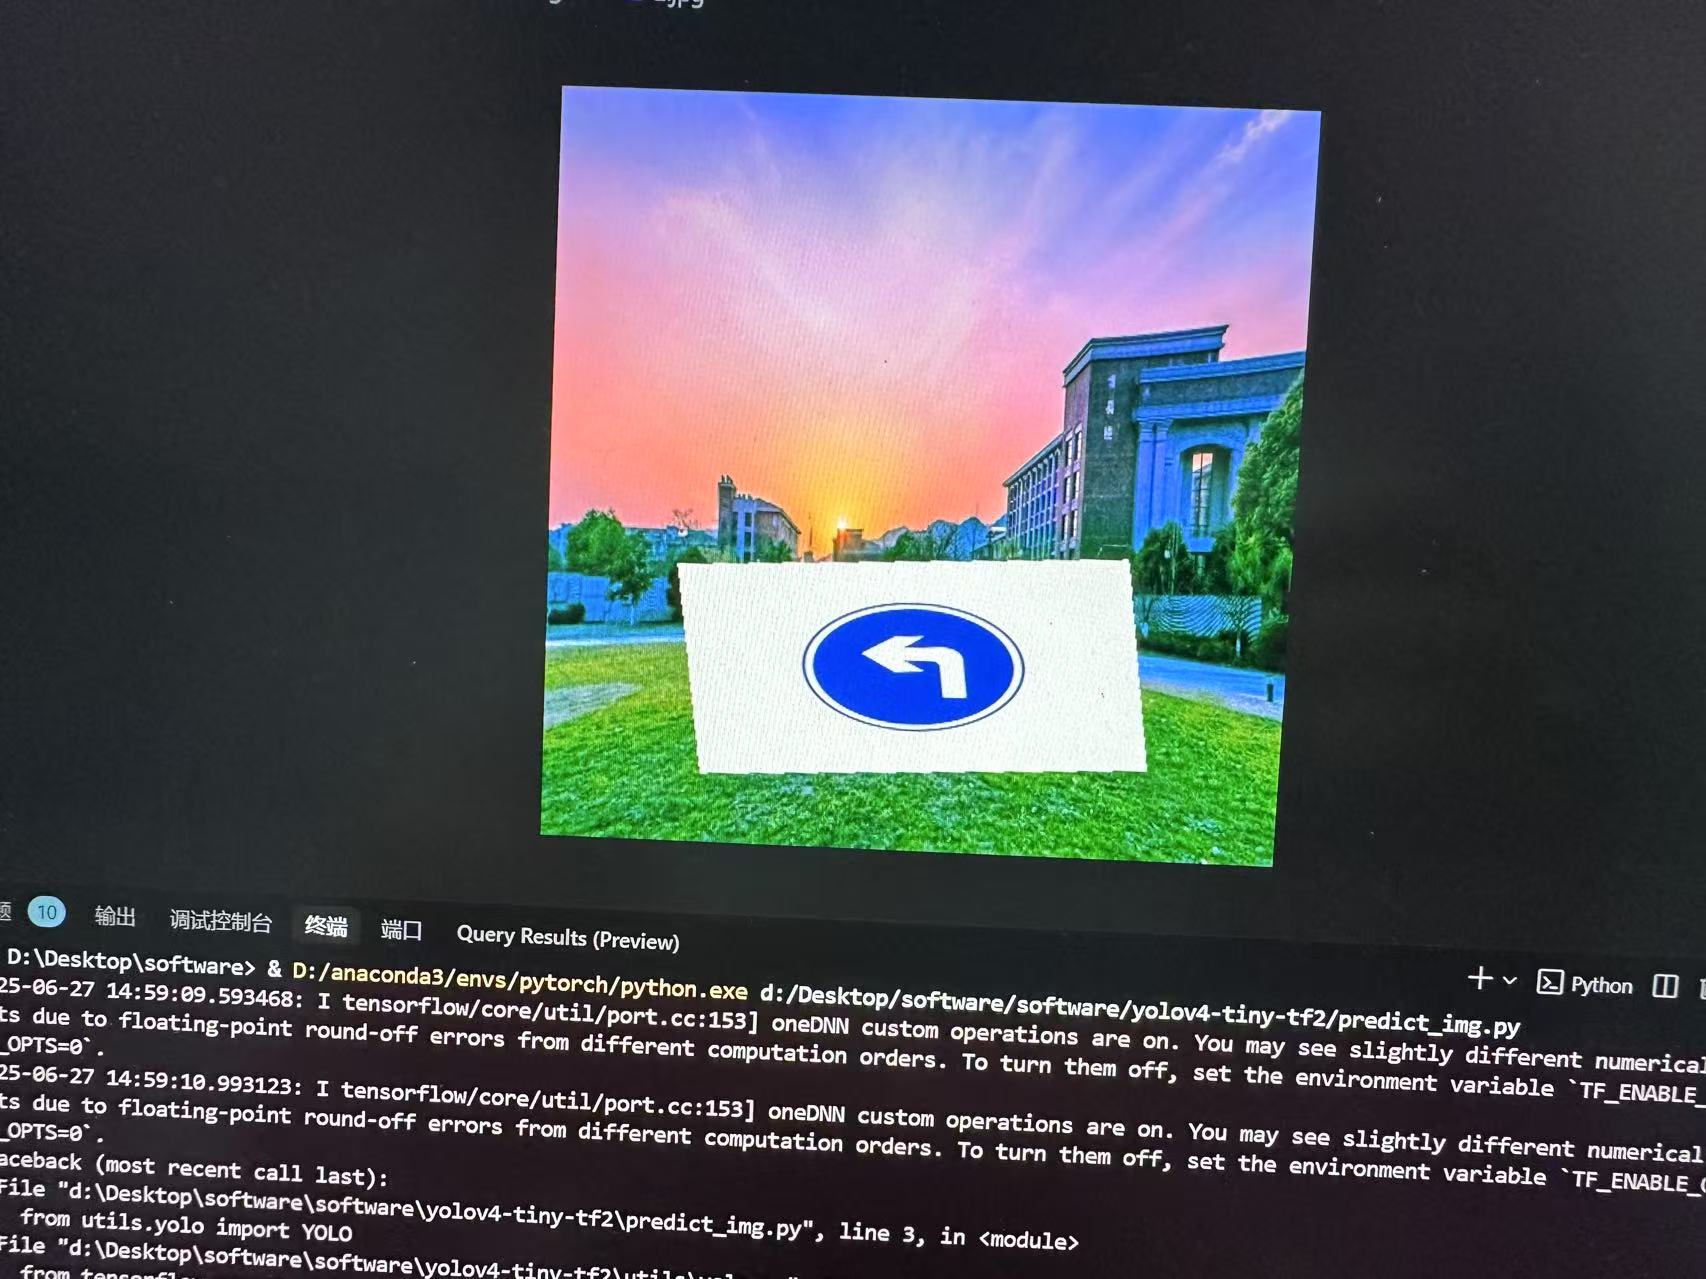 10 输出 调试控制台 终端 端口 Query Results (Preview)
Python
D:\Desktop\software> & D:/anaconda3/envs/pytorch/python.exe d:/Desktop/software/software/yolov4-tiny-tf2/predict_img.py
25-06-27 14:59:09.593468: I tensorflow/core/util/port.cc:153] oneDNN custom operations are on. You may see slightly different numerical
ts due to floating-point round-off errors from different computation orders. To turn them off, set the environment variable `TF_ENABLE_
_OPTS=0`.
25-06-27 14:59:10.993123: I tensorflow/core/util/port.cc:153] oneDNN custom operations are on. You may see slightly different numerical
ts due to floating-point round-off errors from different computation orders. To turn them off, set the environment variable `TF_ENABLE_
_OPTS=0`.
aceback (most recent call last):
File "d:\Desktop\software\software\yolov4-tiny-tf2\predict_img.py", line 3, in <module>
from utils.yolo import YOLO
File "d:\Desktop\software\software\yolov4-tiny-tf2\utils\
from